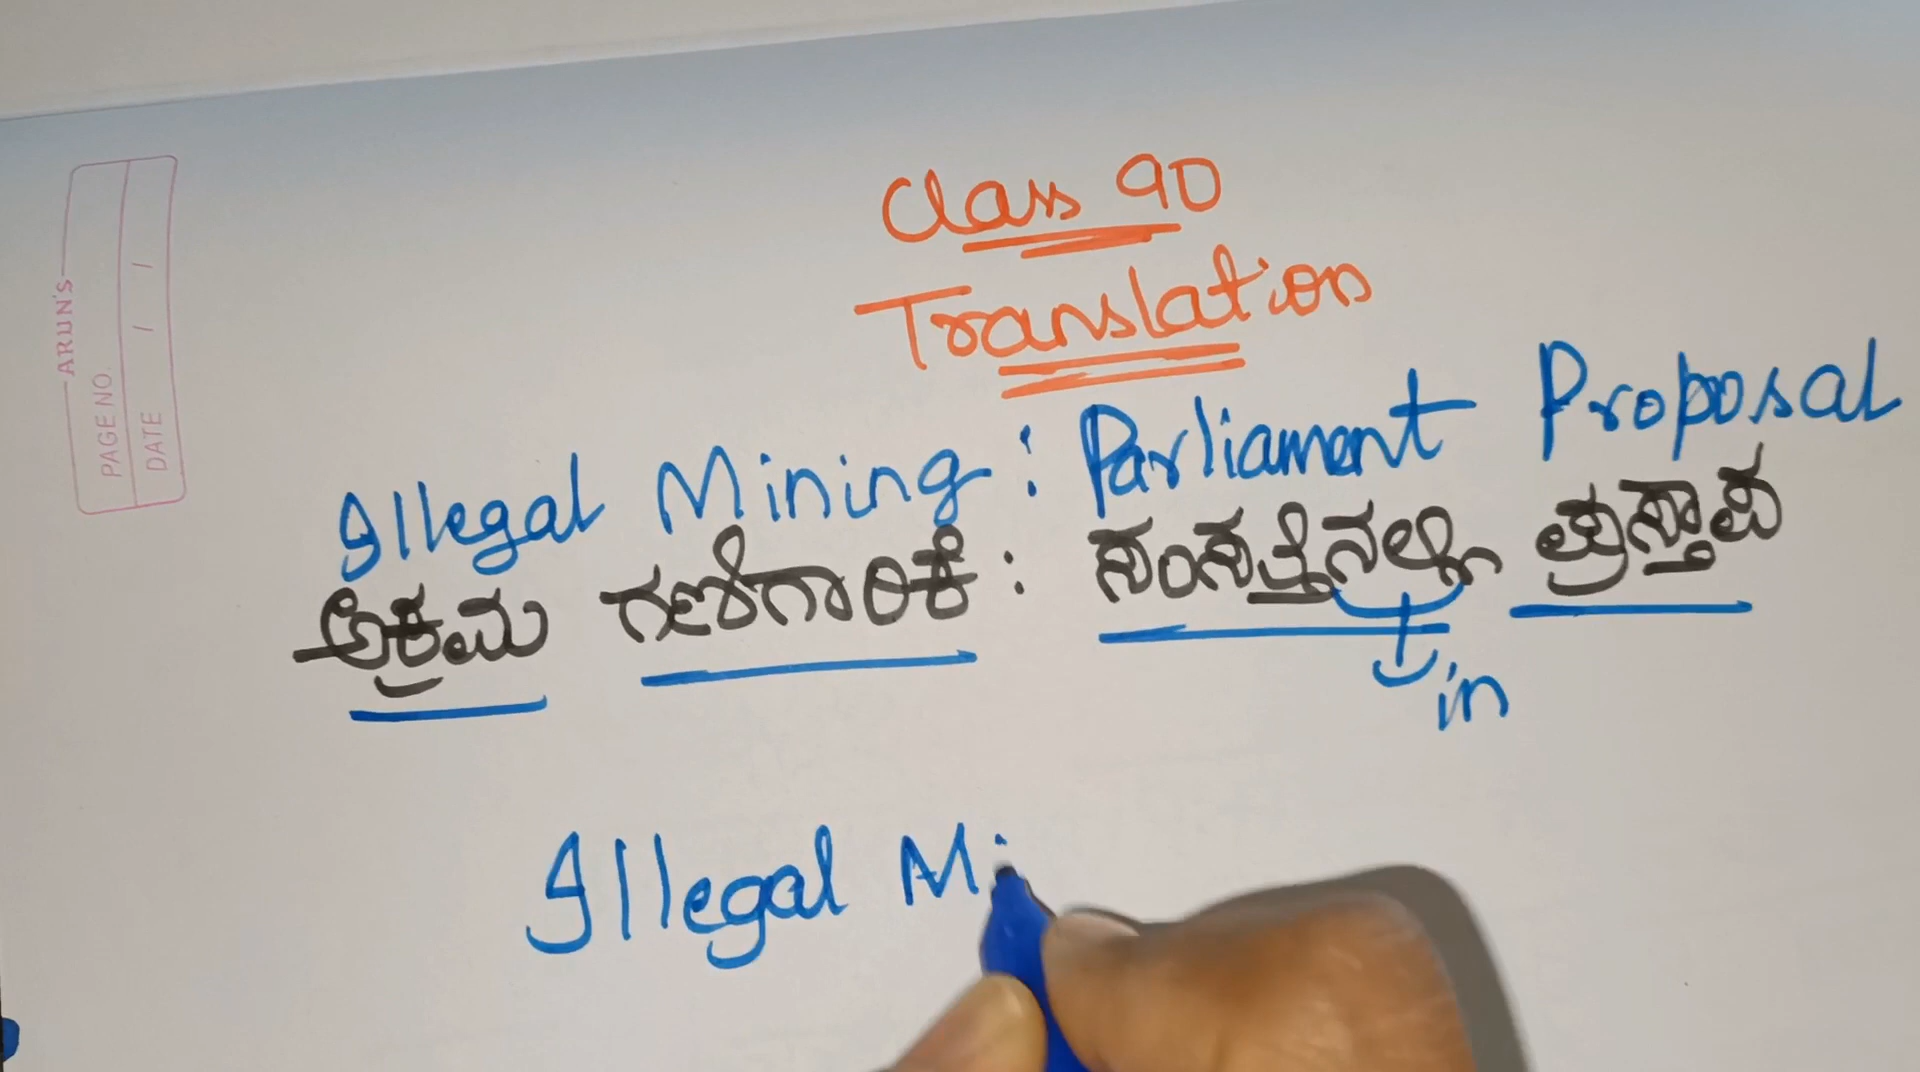 ARUN'S
PAGE NO.
DATE / /
Class 90
Translation
Illegal Mining : Parliament Proposal
ಅಕ್ರಮ ಗಣಿಗಾರಿಕೆ : ಸಂಸತ್ತಿನಲ್ಲಿ ಪ್ರಸ್ತಾಪ
in
Illegal Mi